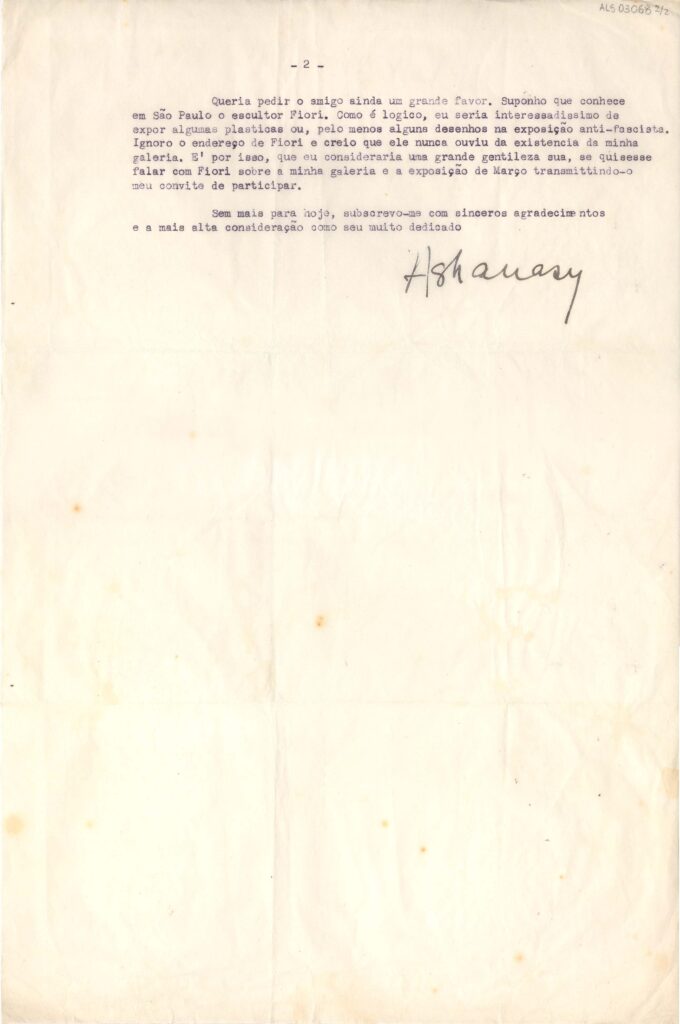 ALS 03068 2/2
- 2 -
Queria pedir o amigo ainda um grande favor. Suponho que conhece
em São Paulo o escultor Fiori. Como é logico, eu seria interessadissimo de
expor algumas plasticas ou, pelo menos alguns desenhos na exposição anti-fascista.
Ignoro o endereço de Fiori e creio que ele nunca ouviu da existencia da minha
galeria. E' por isso, que eu consideraria uma grande gentileza sua, se quisesse
falar com Fiori sobre a minha galeria e a exposição de Março transmittindo-o
meu convite de participar.
Sem mais para hoje, subscrevo-me com sinceros agradecimentos
e a mais alta consideração como seu muito dedicado